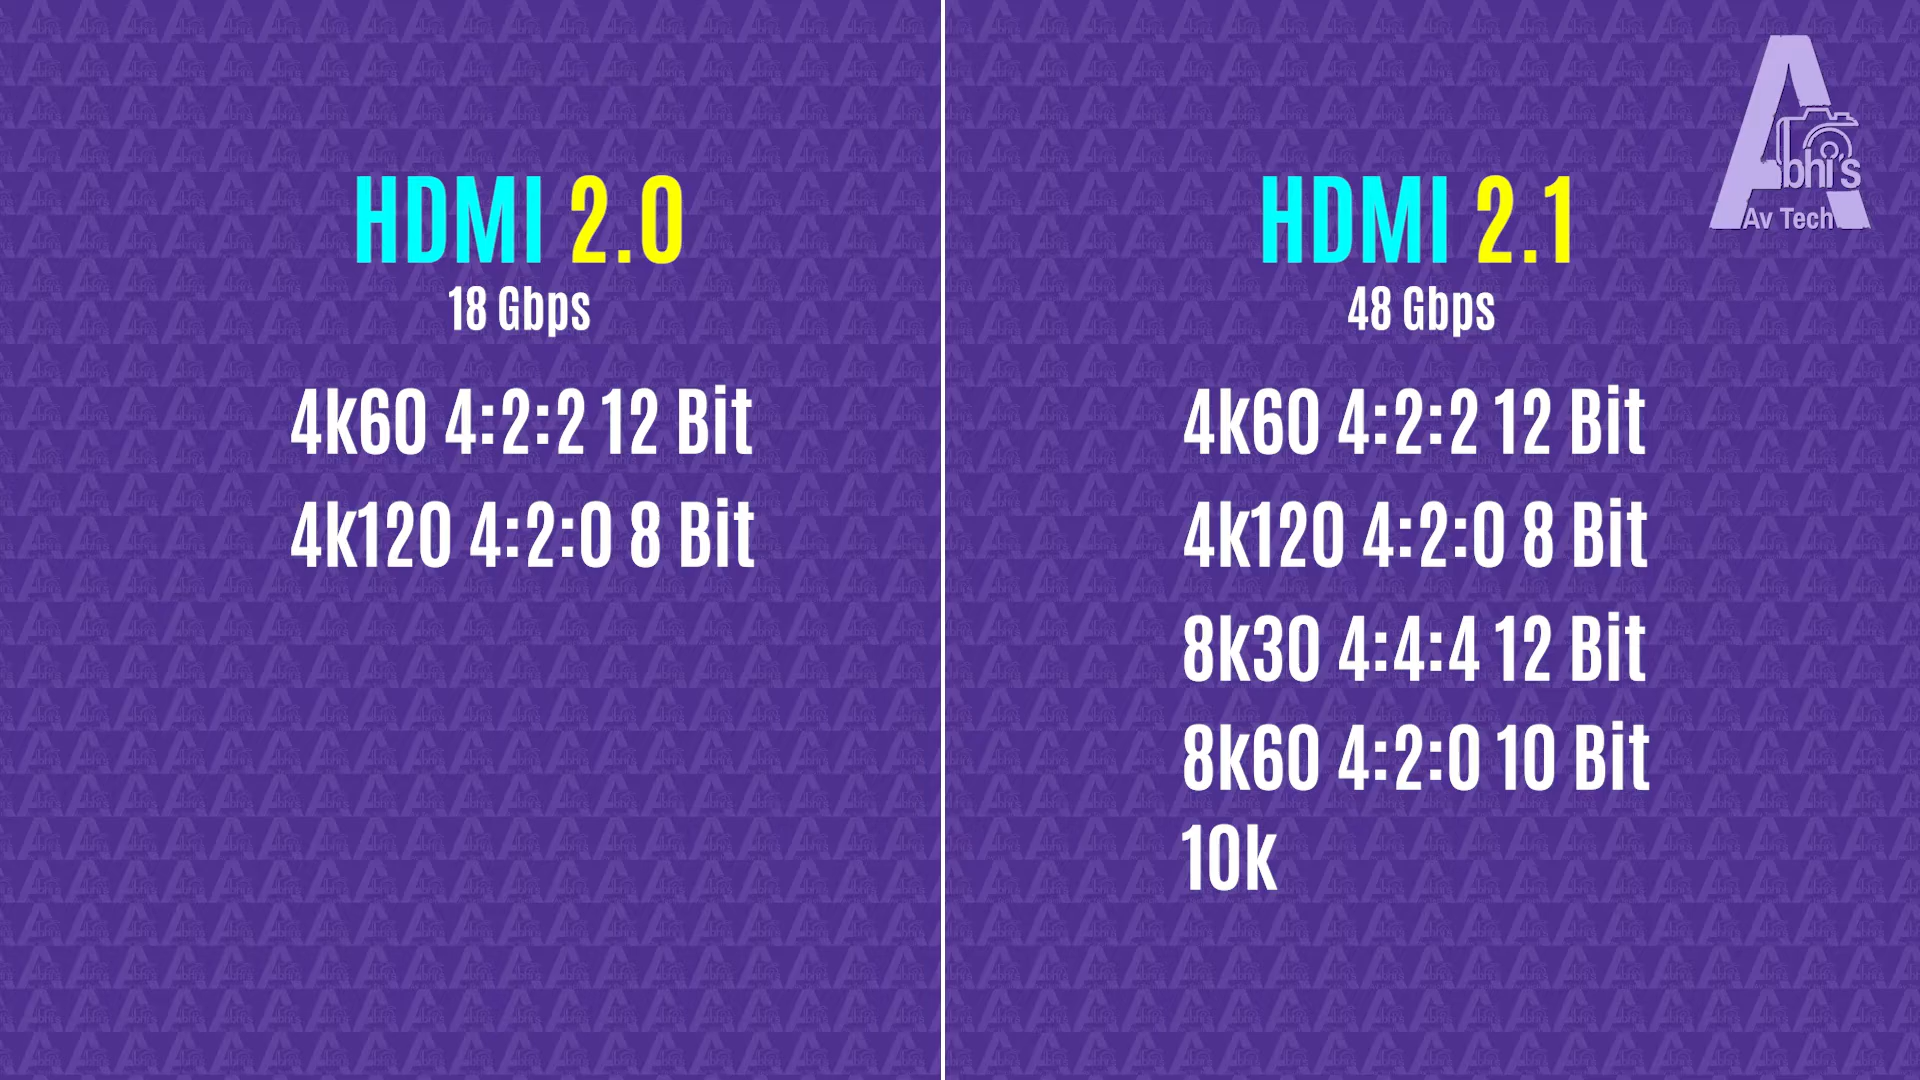 HDMI 2.0
18 Gbps
4k60 4:2:2 12 Bit
4k120 4:2:0 8 Bit
HDMI 2.1
48 Gbps
4k60 4:2:2 12 Bit
4k120 4:2:0 8 Bit
8k30 4:4:4 12 Bit
8k60 4:2:0 10 Bit
10k
Abhi's
Av Tech